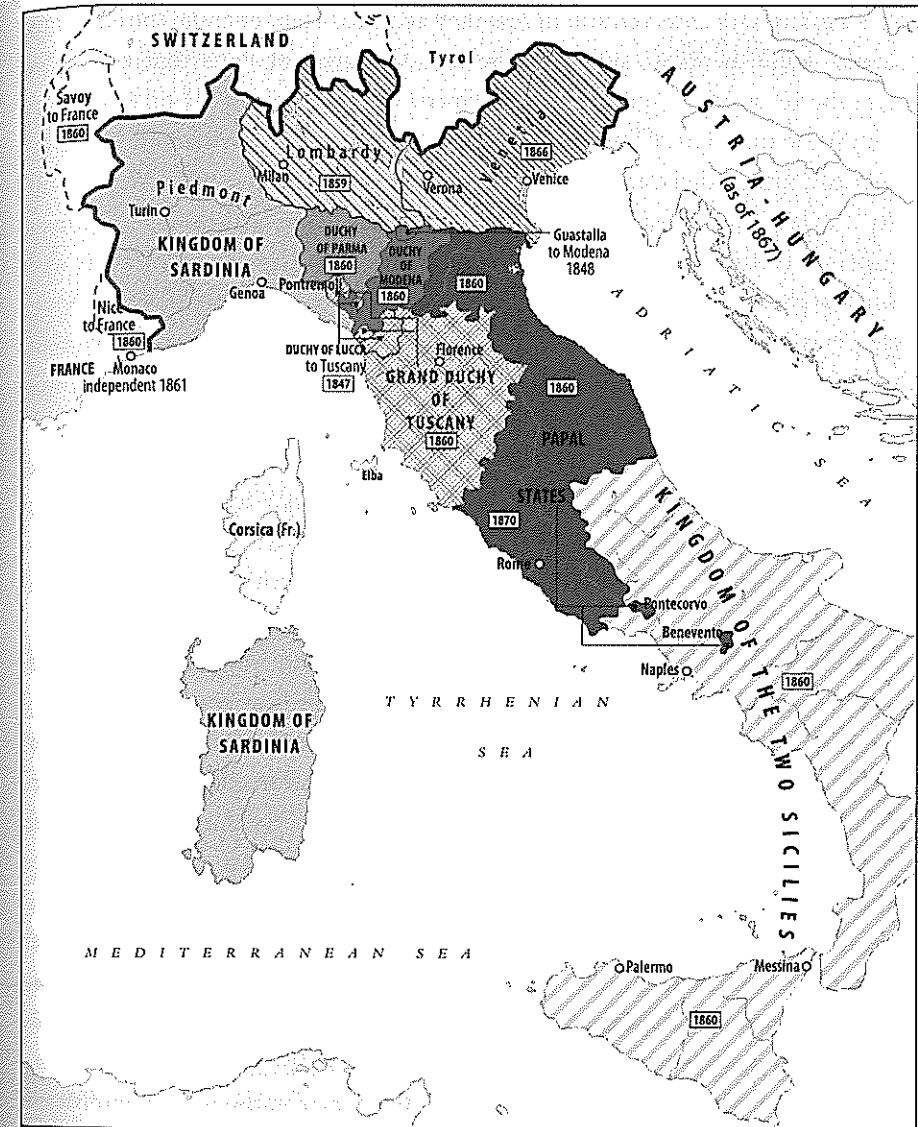 SWITZERLAND
Tyrol
AUSTRIA-HUNGARY
(as of 1867)
Savoy
to France
1860
Lombardy
Milan
1859
Venetia
1866
Verona
Venice
Piedmont
Turin
KINGDOM OF
SARDINIA
Genoa
DUCHY
OF PARMA
1860
DUCHY
OF
MODENA
1860
Guastalla
to Modena
1848
1860
Pontremoli
Nice
to France
1860
FRANCE
Monaco
independent 1861
DUCHY OF LUCCA
to Tuscany
1847
Florence
GRAND DUCHY
OF
TUSCANY
1860
1860
PAPAL
STATES
1870
Rome
ADRIATIC SEA
Elba
Corsica (Fr.)
Pontecorvo
Benevento
Naples
KINGDOM OF THE TWO SICILIES
1860
TYRRHENIAN
SEA
KINGDOM OF
SARDINIA
MEDITERRANEAN SEA
Palermo
Messina
1860